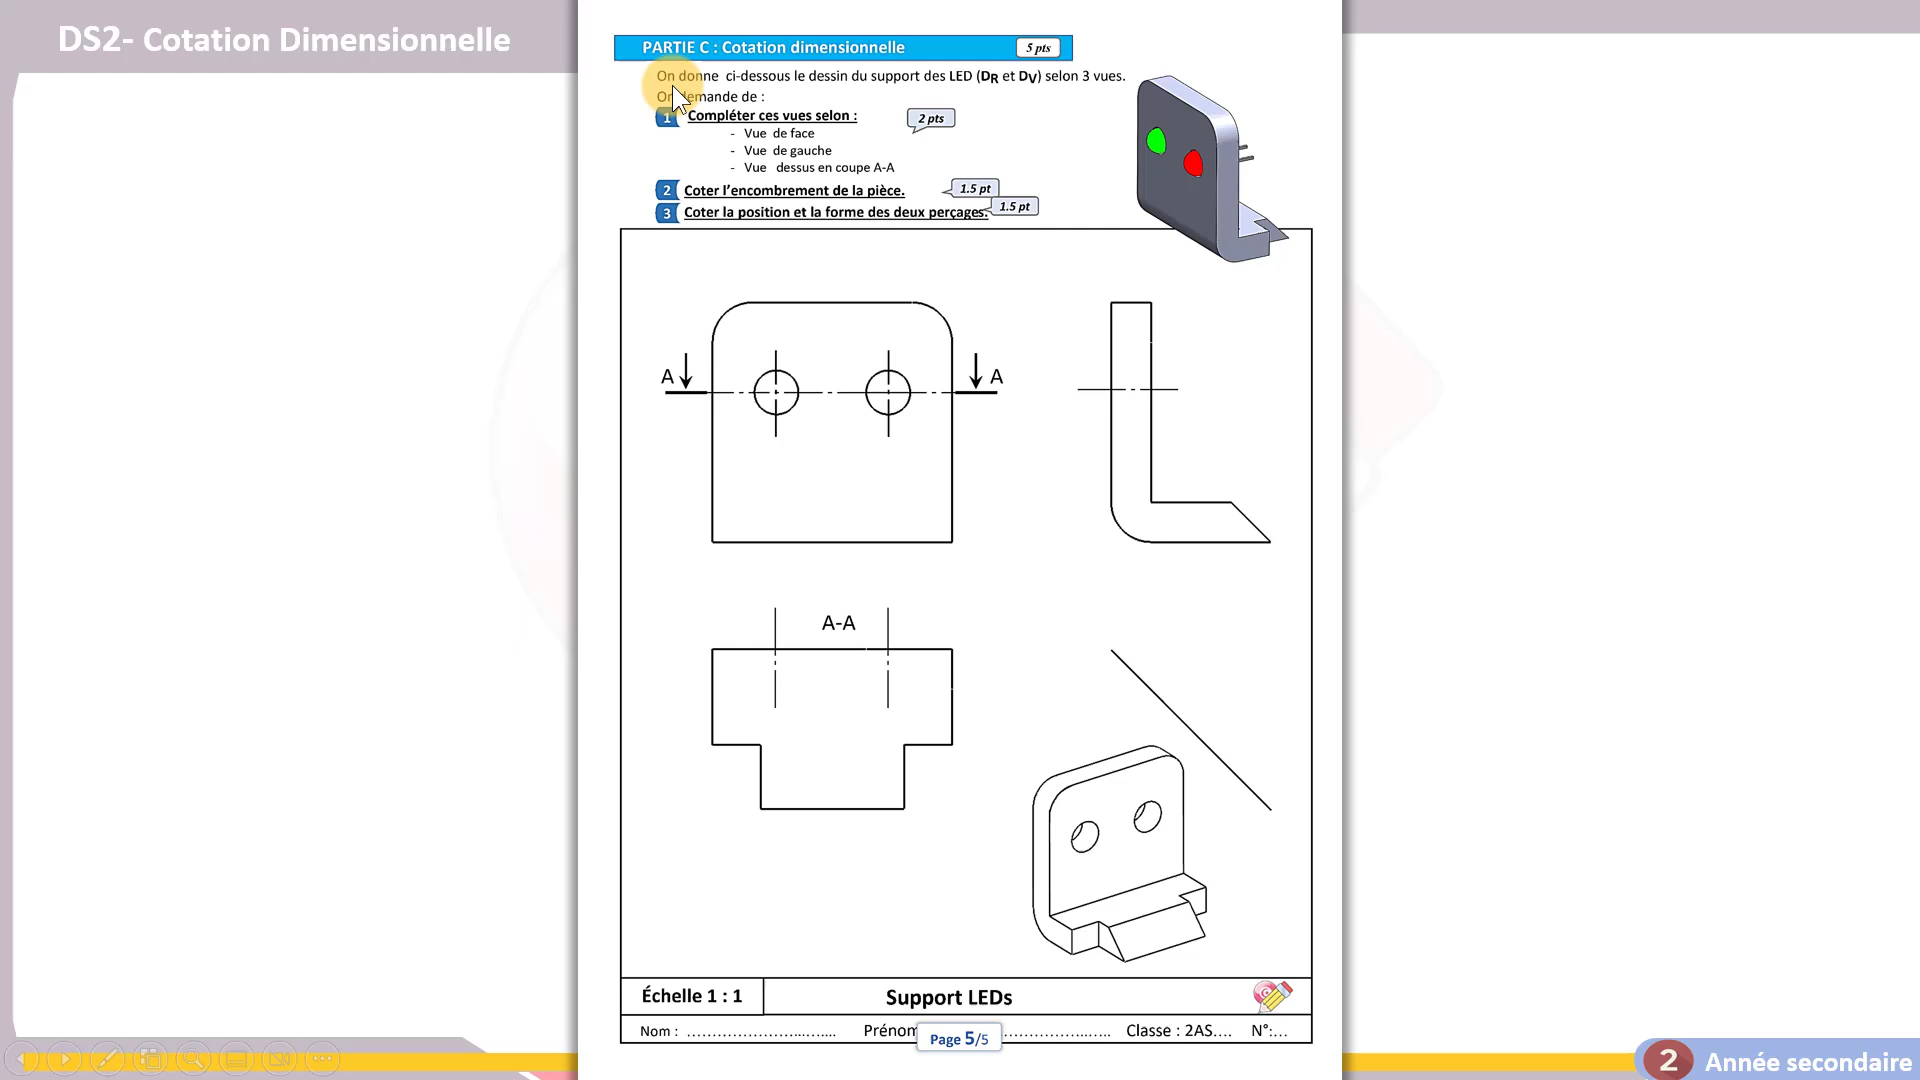 DS2- Cotation Dimensionnelle
PARTIE C : Cotation dimensionnelle
5 pts
On donne ci-dessous le dessin du support des LED (DR et DV) selon 3 vues.
On demande de :
1 Compléter ces vues selon :
2 pts
- Vue de face
- Vue de gauche
- Vue dessus en coupe A-A
2 Coter l'encombrement de la pièce.
1.5 pt
3 Coter la position et la forme des deux perçages.
1.5 pt
A
A
A-A
Échelle 1 : 1
Support LEDs
Nom : …………………...…....
Prénom
…………….…...…..
Classe : 2AS….
N°:…
Page 5/5
2 Année secondaire